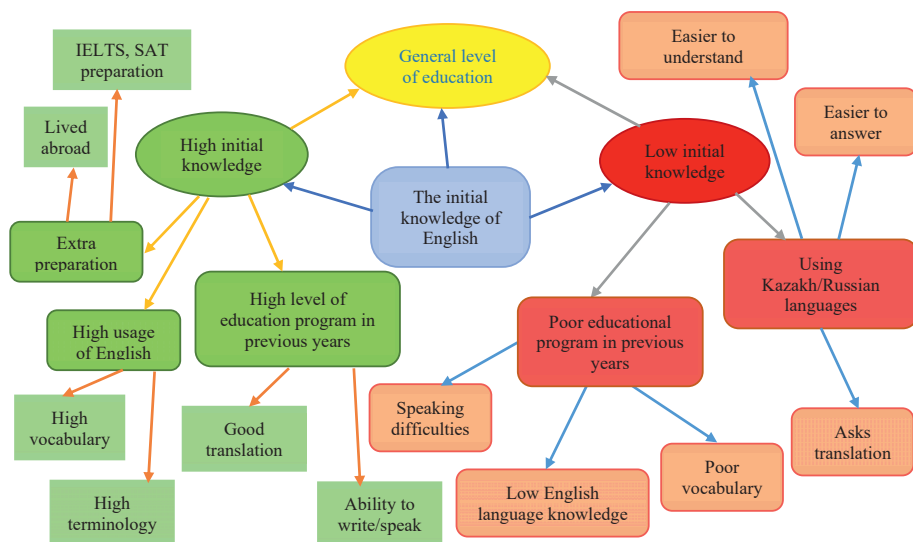 IELTS, SAT
preparation
General level
of education
Easier to
understand
Lived
abroad
High initial
knowledge
Easier to
answer
Low initial
knowledge
The initial
knowledge of
English
Extra
preparation
Using
Kazakh/Russian
languages
High level of
education program in
previous years
High usage
of English
Poor educational
program in previous
years
High
vocabulary
Good
translation
Speaking
difficulties
Asks
translation
Poor
vocabulary
High
terminology
Ability to
write/speak
Low English
language knowledge